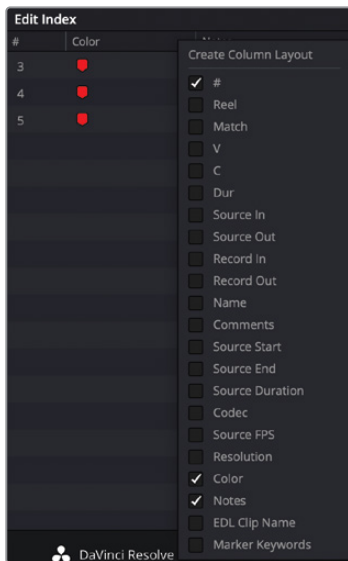 Edit Index
# Color Notes
Create Column Layout
3
#
Reel
4
Match
5
V
C
Dur
Source In
Source Out
Record In
Record Out
Name
Comments
Source Start
Source End
Source Duration
Codec
Source FPS
Resolution
Color
Notes
EDL Clip Name
Marker Keywords
DaVinci Resolve